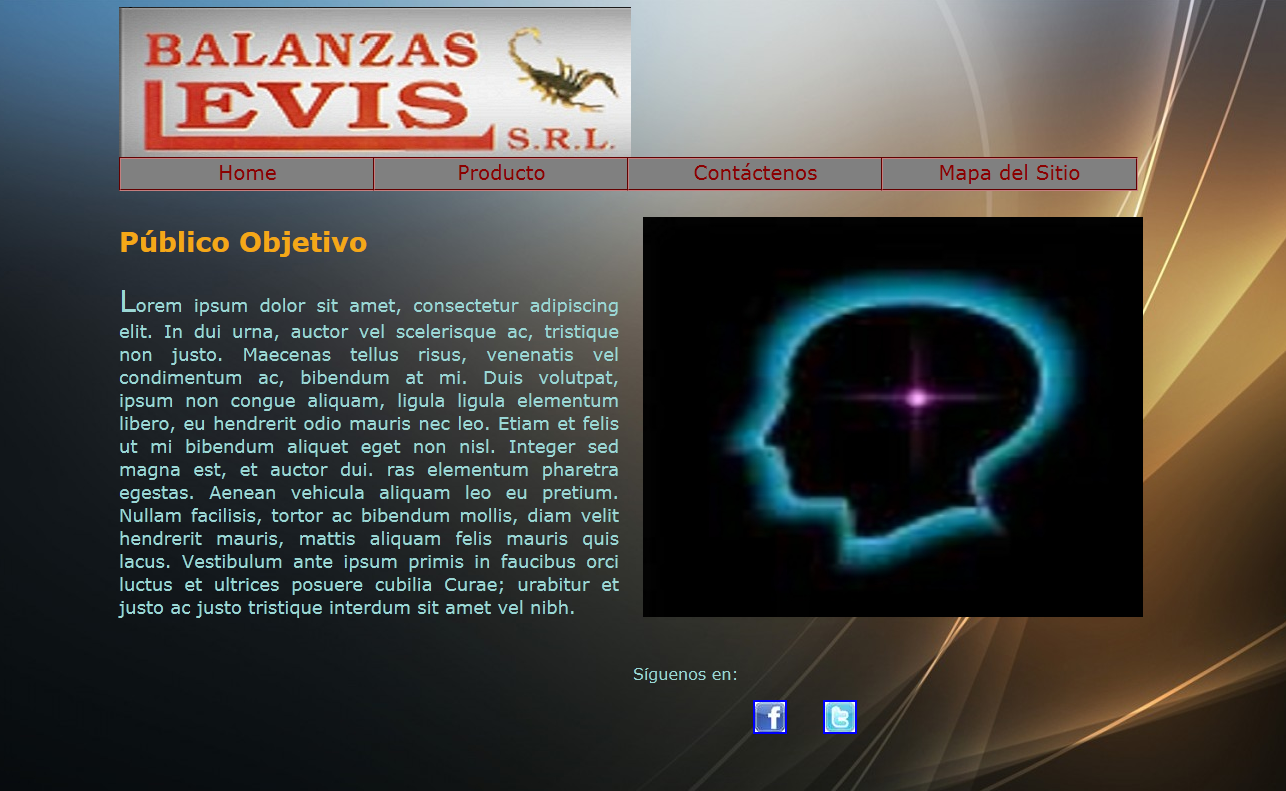 BALANZAS
LEVIS
S.R.L.
Home Producto Contáctenos Mapa del Sitio
Público Objetivo
Lorem ipsum dolor sit amet, consectetur adipiscing
elit. In dui urna, auctor vel scelerisque ac, tristique
non justo. Maecenas tellus risus, venenatis vel
condimentum ac, bibendum at mi. Duis volutpat,
ipsum non congue aliquam, ligula ligula elementum
libero, eu hendrerit odio mauris nec leo. Etiam et felis
ut mi bibendum aliquet eget non nisl. Integer sed
magna est, et auctor dui. ras elementum pharetra
egestas. Aenean vehicula aliquam leo eu pretium.
Nullam facilisis, tortor ac bibendum mollis, diam velit
hendrerit mauris, mattis aliquam felis mauris quis
lacus. Vestibulum ante ipsum primis in faucibus orci
luctus et ultrices posuere cubilia Curae; urabitur et
justo ac justo tristique interdum sit amet vel nibh.
Síguenos en:
f t